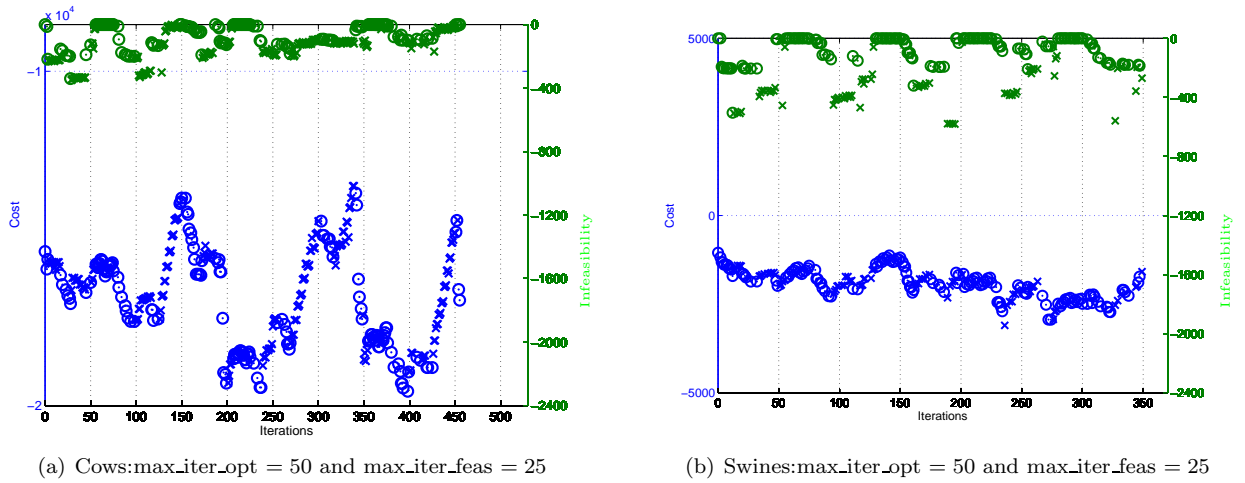 x 10^4
−1
−2
Cost
0 50 100 150 200 250 300 350 400 450 500
Iterations
−0
−400
−800
−1200
−1600
−2000
−2400
Infeasibility
5000
0
−5000
Cost
0 50 100 150 200 250 300 350
Iterations
−0
−400
−800
−1200
−1600
−2000
−2400
Infeasibility
(a) Cows:max_iter_opt = 50 and max_iter_feas = 25
(b) Swines:max_iter_opt = 50 and max_iter_feas = 25